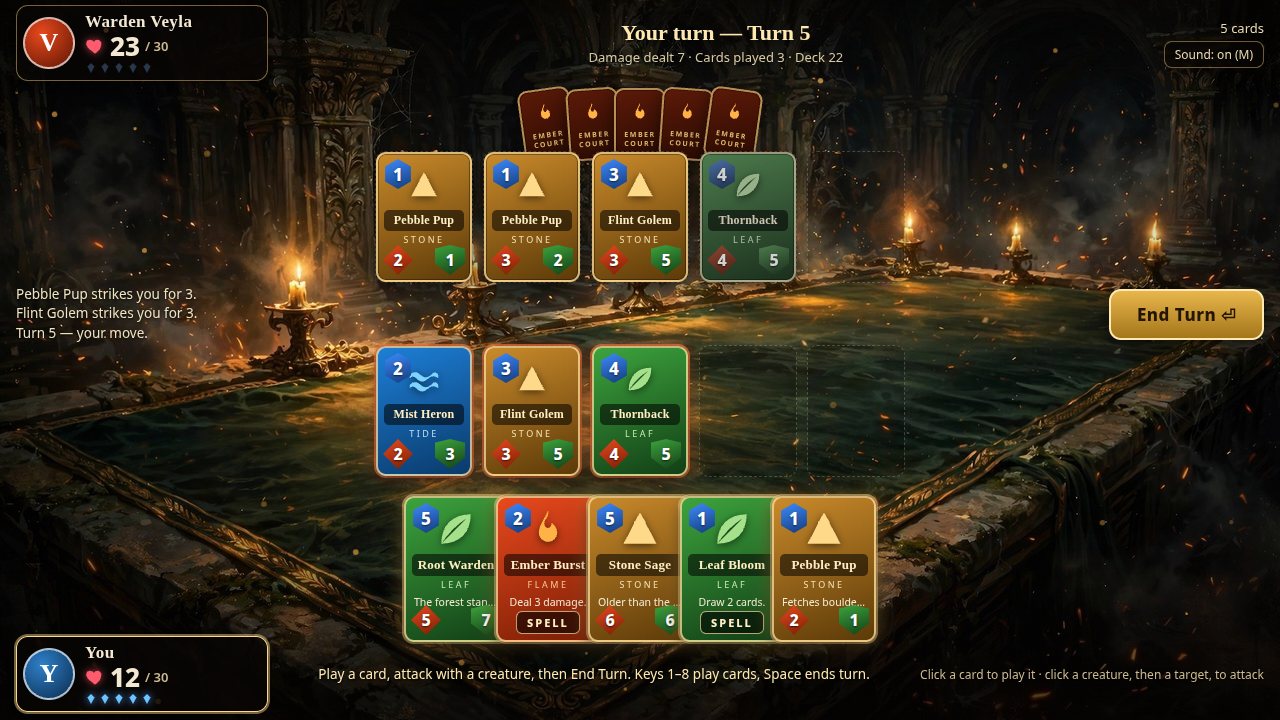 V
Warden Veyla
23 / 30
Your turn — Turn 5
Damage dealt 7 · Cards played 3 · Deck 22
5 cards
Sound: on (M)
EMBER COURT
EMBER COURT
EMBER COURT
EMBER COURT
EMBER COURT
1
Pebble Pup
STONE
2 1
1
Pebble Pup
STONE
3 2
3
Flint Golem
STONE
3 5
4
Thornback
LEAF
4 5
Pebble Pup strikes you for 3.
Flint Golem strikes you for 3.
Turn 5 — your move.
End Turn ⏎
2
Mist Heron
TIDE
2 3
3
Flint Golem
STONE
3 5
4
Thornback
LEAF
4 5
5
Root Warden
LEAF
The forest stan...
5 7
2
Ember Burst
FLAME
Deal 3 damage.
SPELL
5
Stone Sage
STONE
Older than the ...
6 6
1
Leaf Bloom
LEAF
Draw 2 cards.
SPELL
1
Pebble Pup
STONE
Fetches boulde...
2 1
Y
You
12 / 30
Play a card, attack with a creature, then End Turn. Keys 1–8 play cards, Space ends turn.
Click a card to play it · click a creature, then a target, to attack